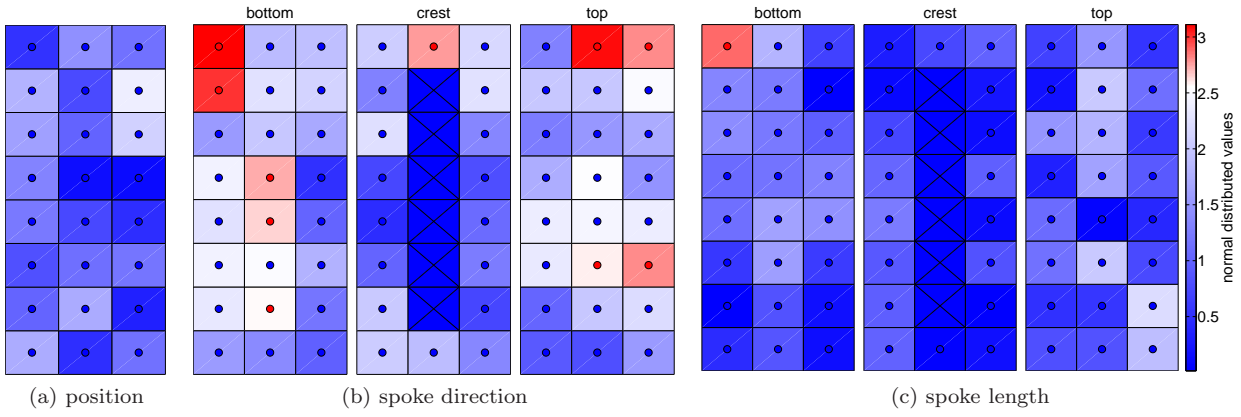 bottom crest top bottom crest top
3
2.5
2
1.5
1
0.5
normal distributed values
(a) position (b) spoke direction (c) spoke length